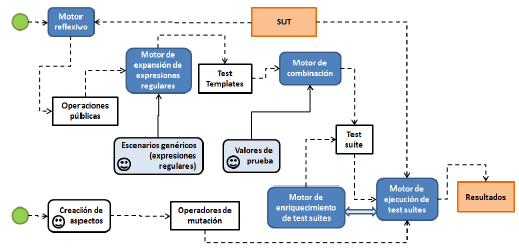 Motor
reflexivo
SUT
Motor de
expansión de
expresiones
regulares
Test
Templates
Motor de
combinación
Operaciones
públicas
Escenarios genéricos
(expresiones
regulares)
Valores de
prueba
Test
suite
Motor de
enriquecimiento
de test suites
Motor de
ejecución de
test suites
Resultados
Creación de
aspectos
Operadores
de mutación